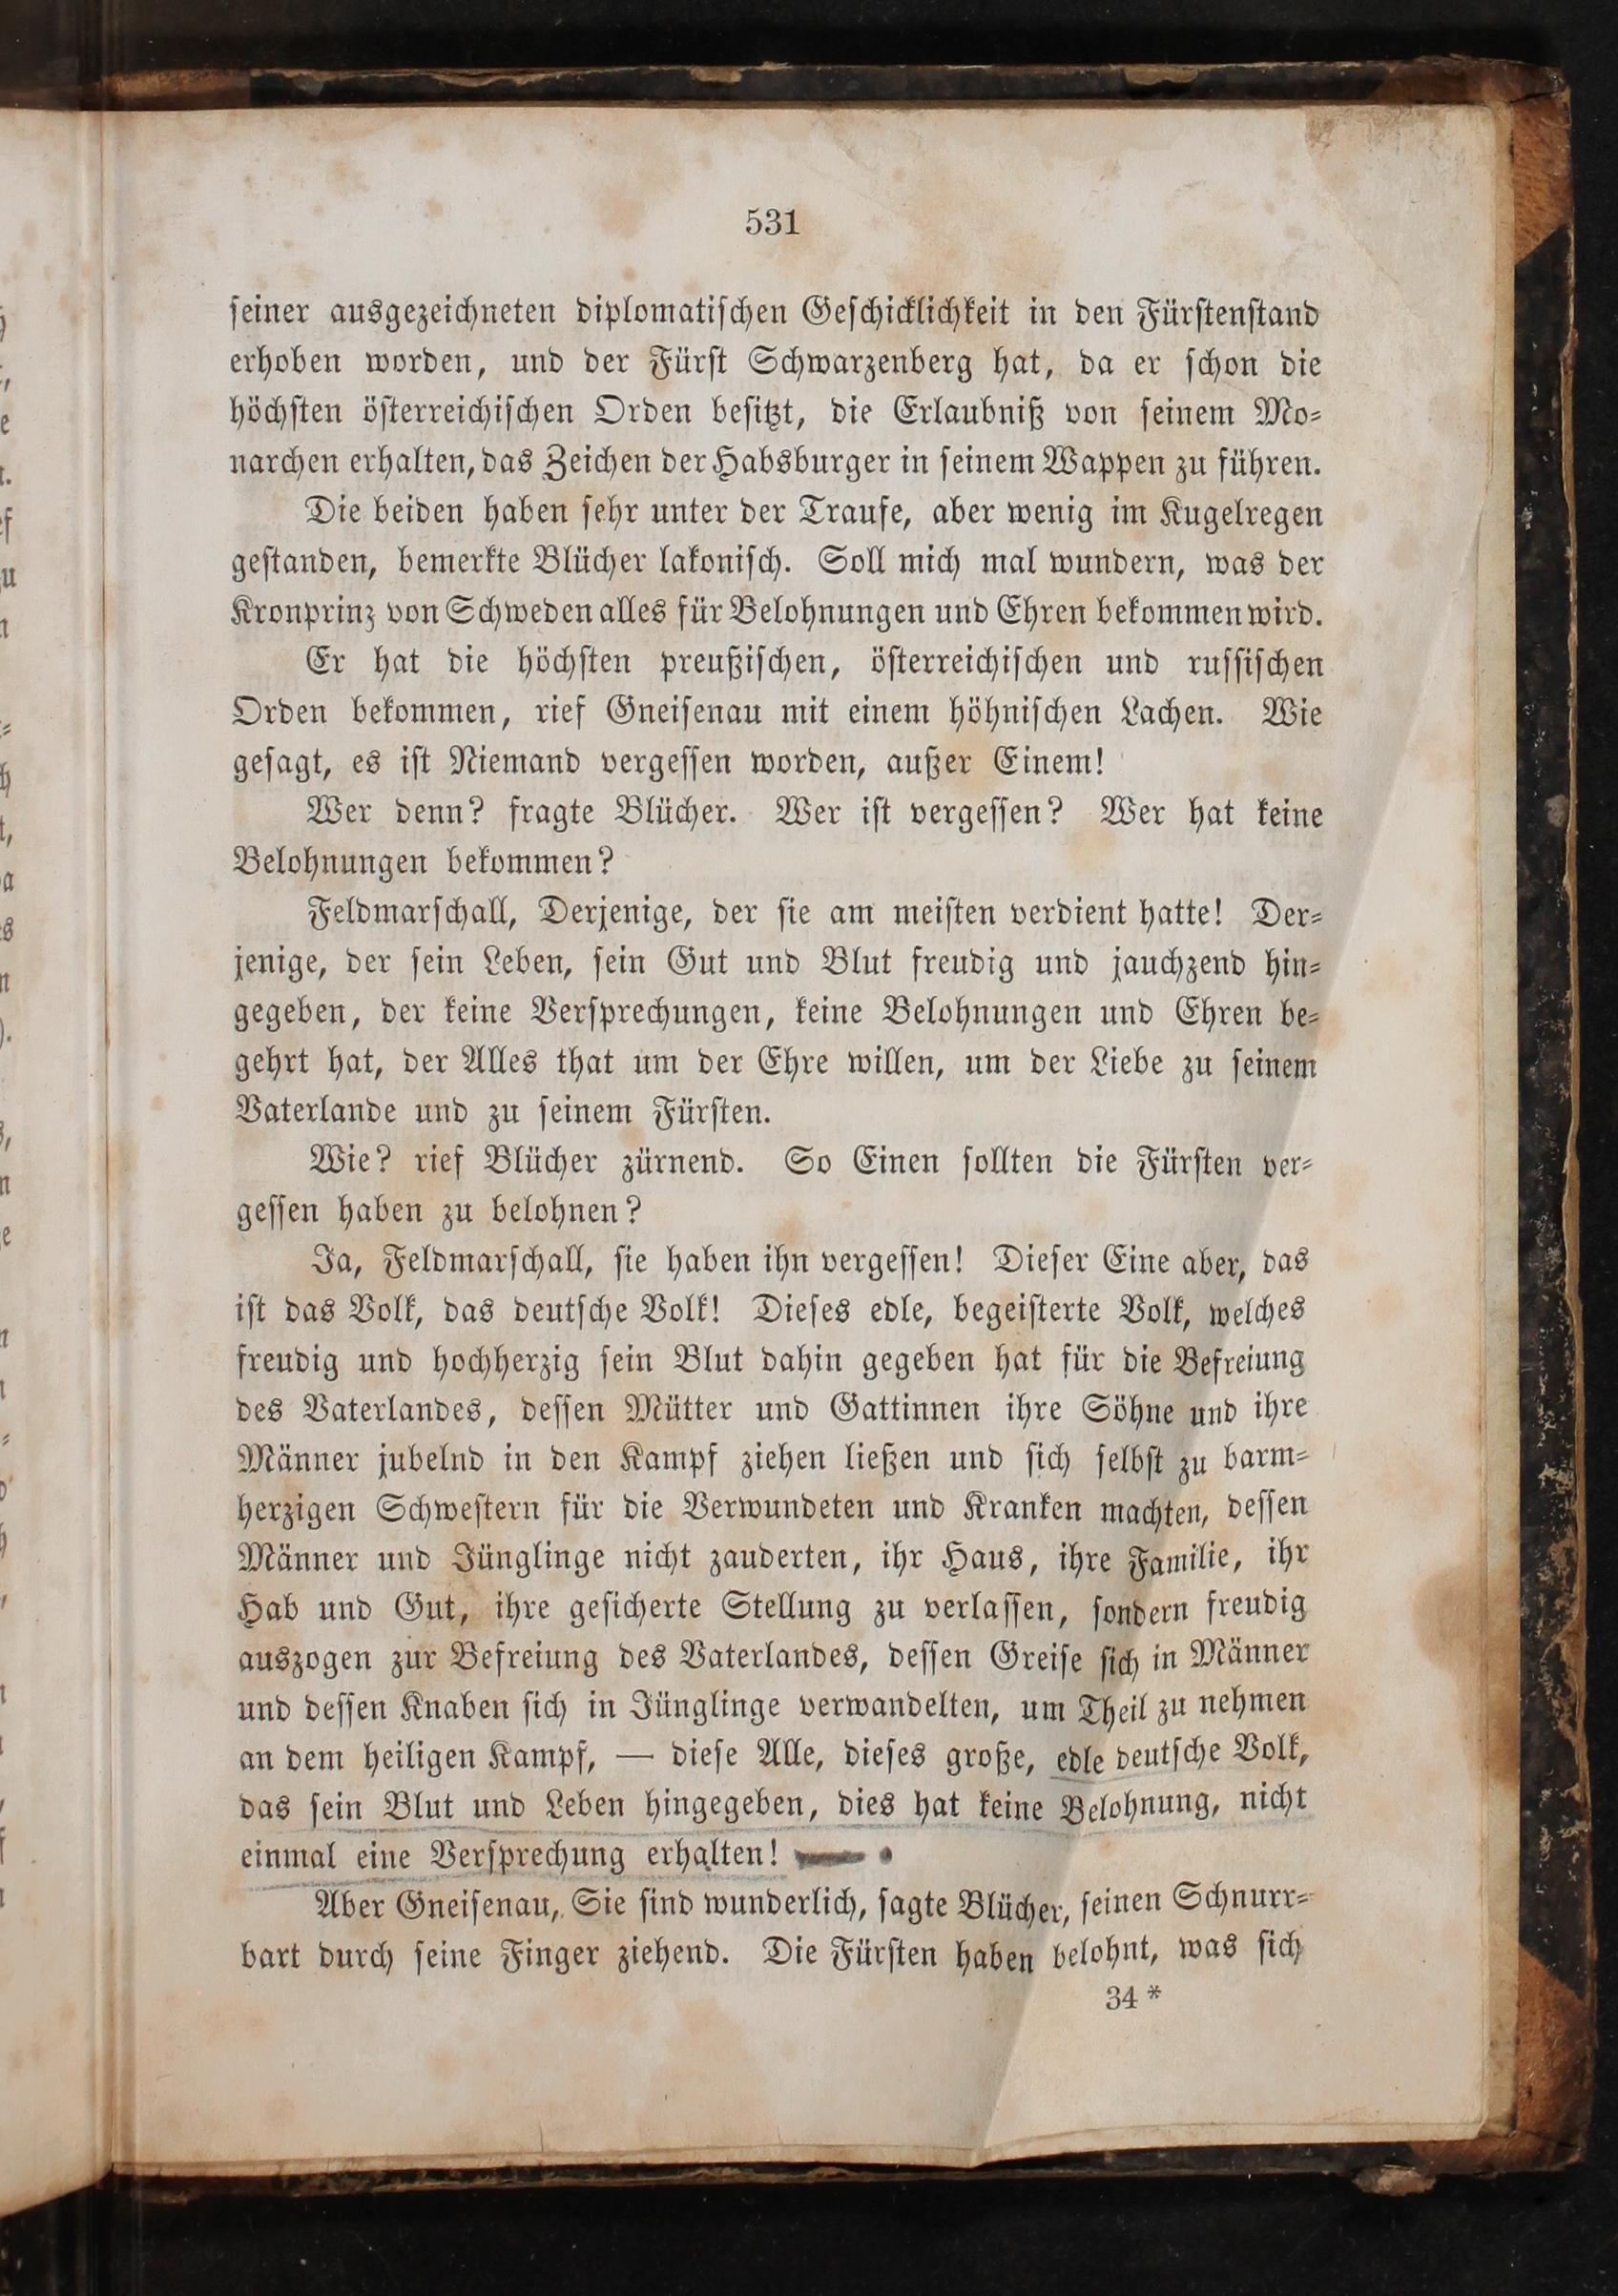 531
seiner ausgezeichneten diplomatischen Geschicklichkeit in den Fürstenstand
erhoben worden, und der Fürst Schwarzenberg hat, da er schon die
höchsten österreichischen Orden besitzt, die Erlaubniß von seinem Mo-
narchen erhalten, das Zeichen der Habsburger in seinem Wappen zu führen.
Die beiden haben sehr unter der Traufe, aber wenig im Kugelregen
gestanden, bemerkte Blücher lakonisch. Soll mich mal wundern, was der
Kronprinz von Schweden alles für Belohnungen und Ehren bekommen wird.
Er hat die höchsten preußischen, österreichischen und russischen
Orden bekommen, rief Gneisenau mit einem höhnischen Lachen. Wie
gesagt, es ist Niemand vergessen worden, außer Einem!
Wer denn? fragte Blücher. Wer ist vergessen? Wer hat keine
Belohnungen bekommen?
Feldmarschall, Derjenige, der sie am meisten verdient hatte! Der-
jenige, der sein Leben, sein Gut und Blut freudig und jauchzend hin-
gegeben, der keine Versprechungen, keine Belohnungen und Ehren be-
gehrt hat, der Alles that um der Ehre willen, um der Liebe zu seinem
Vaterlande und zu seinem Fürsten.
Wie? rief Blücher zürnend. So Einen sollten die Fürsten ver-
gessen haben zu belohnen?
Ja, Feldmarschall, sie haben ihn vergessen! Dieser Eine aber, das
ist das Volk, das deutsche Volk! Dieses edle, begeisterte Volk, welches
freudig und hochherzig sein Blut dahin gegeben hat für die Befreiung
des Vaterlandes, dessen Mütter und Gattinnen ihre Söhne und ihre
Männer jubelnd in den Kampf ziehen ließen und sich selbst zu barm-
herzigen Schwestern für die Verwundeten und Kranken machten, dessen
Männer und Jünglinge nicht zauderten, ihr Haus, ihre Familie, ihr
Hab und Gut, ihre gesicherte Stellung zu verlassen, sondern freudig
auszogen zur Befreiung des Vaterlandes, dessen Greise sich in Männer
und dessen Knaben sich in Jünglinge verwandelten, um Theil zu nehmen
an dem heiligen Kampf, — diese Alle, dieses große, edle deutsche Volk,
das sein Blut und Leben hingegeben, dies hat keine Belohnung, nicht
einmal eine Versprechung erhalten!
Aber Gneisenau, Sie sind wunderlich, sagte Blücher, seinen Schnurr-
bart durch seine Finger ziehend. Die Fürsten haben belohnt, was sich
34*